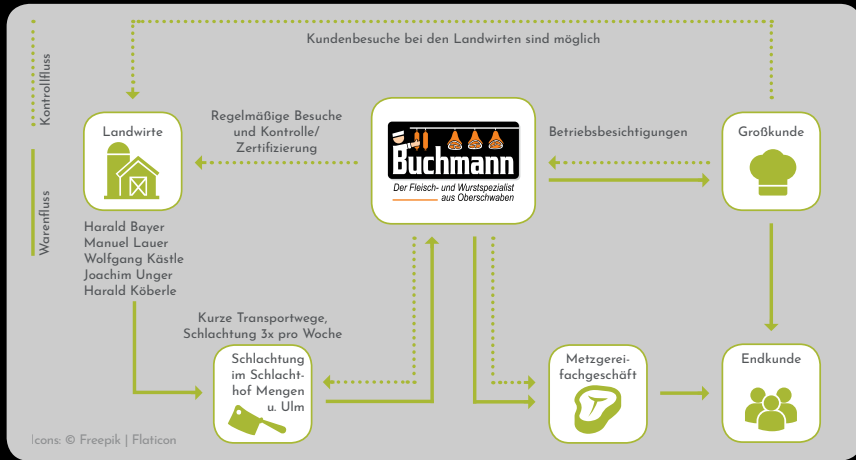 Kundenbesuche bei den Landwirten sind möglich
Kontrollfluss
Warenfluss
Landwirte
Regelmäßige Besuche
und Kontrolle/
Zertifizierung
Buchmann
Der Fleisch- und Wurstspezialist
aus Oberschwaben
Betriebsbesichtigungen
Großkunde
Harald Bayer
Manuel Lauer
Wolfgang Kästle
Joachim Unger
Harald Köberle
Kurze Transportwege,
Schlachtung 3x pro Woche
Schlachtung
im Schlacht-
hof Mengen
u. Ulm
Metzgerei-
fachgeschäft
Endkunde
Icons: © Freepik | Flaticon